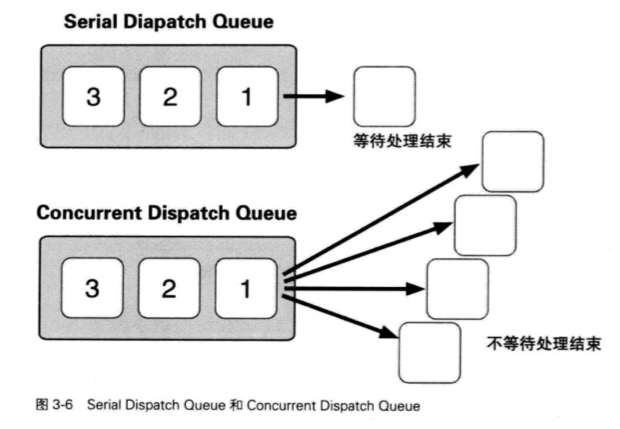 Serial Diapatch Queue
3 2 1
等待处理结束
Concurrent Dispatch Queue
3 2 1
不等待处理结束
图 3-6 Serial Dispatch Queue 和 Concurrent Dispatch Queue